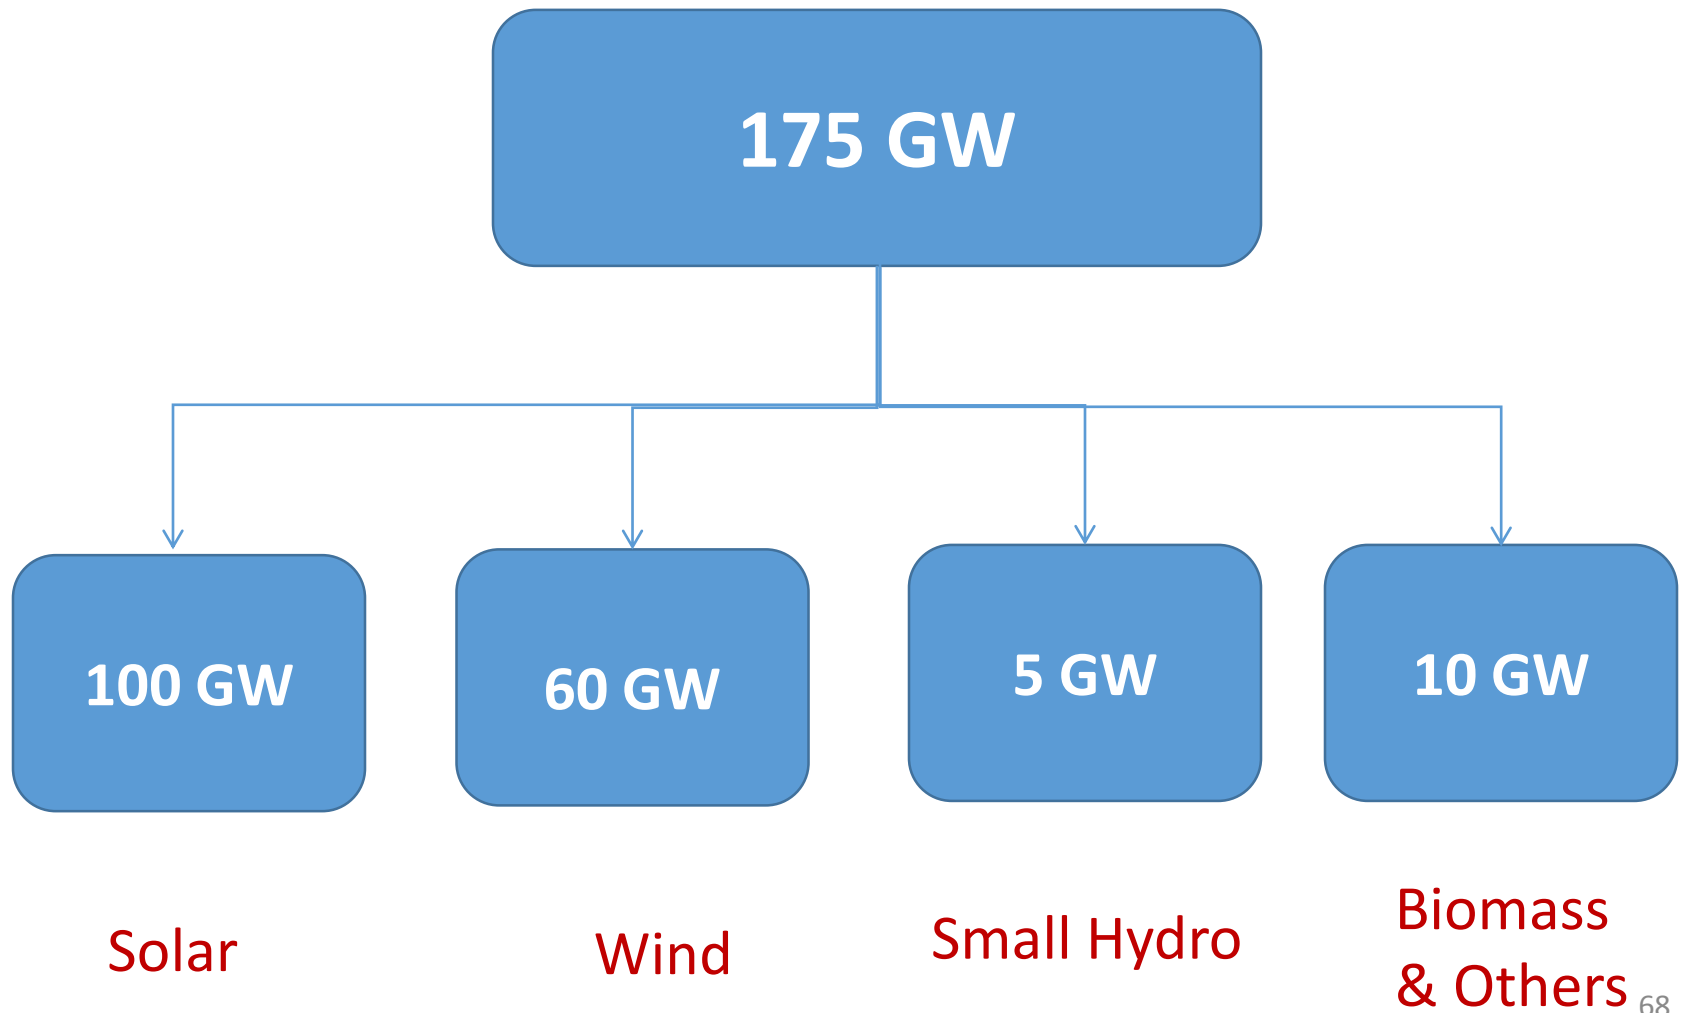 175 GW
100 GW
60 GW
5 GW
10 GW
Solar
Wind
Small Hydro
Biomass
& Others
68